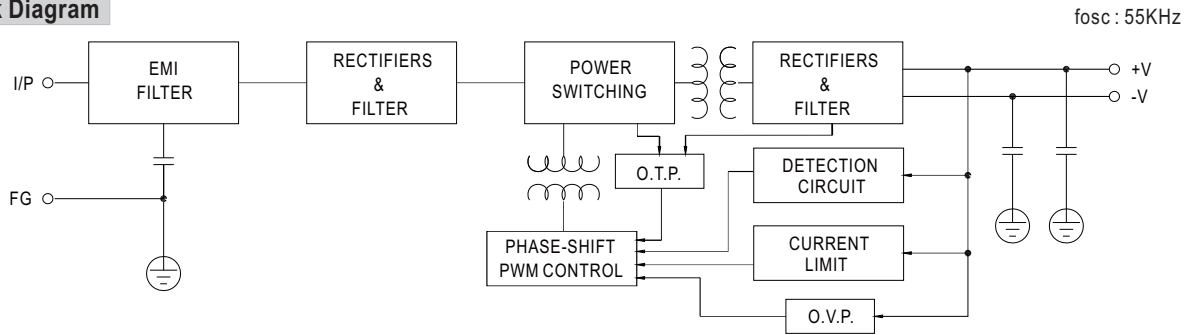 Diagram
fosc : 55KHz
I/P
EMI
FILTER
RECTIFIERS
&
FILTER
POWER
SWITCHING
RECTIFIERS
&
FILTER
+V
-V
O.T.P.
DETECTION
CIRCUIT
FG
PHASE-SHIFT
PWM CONTROL
CURRENT
LIMIT
O.V.P.